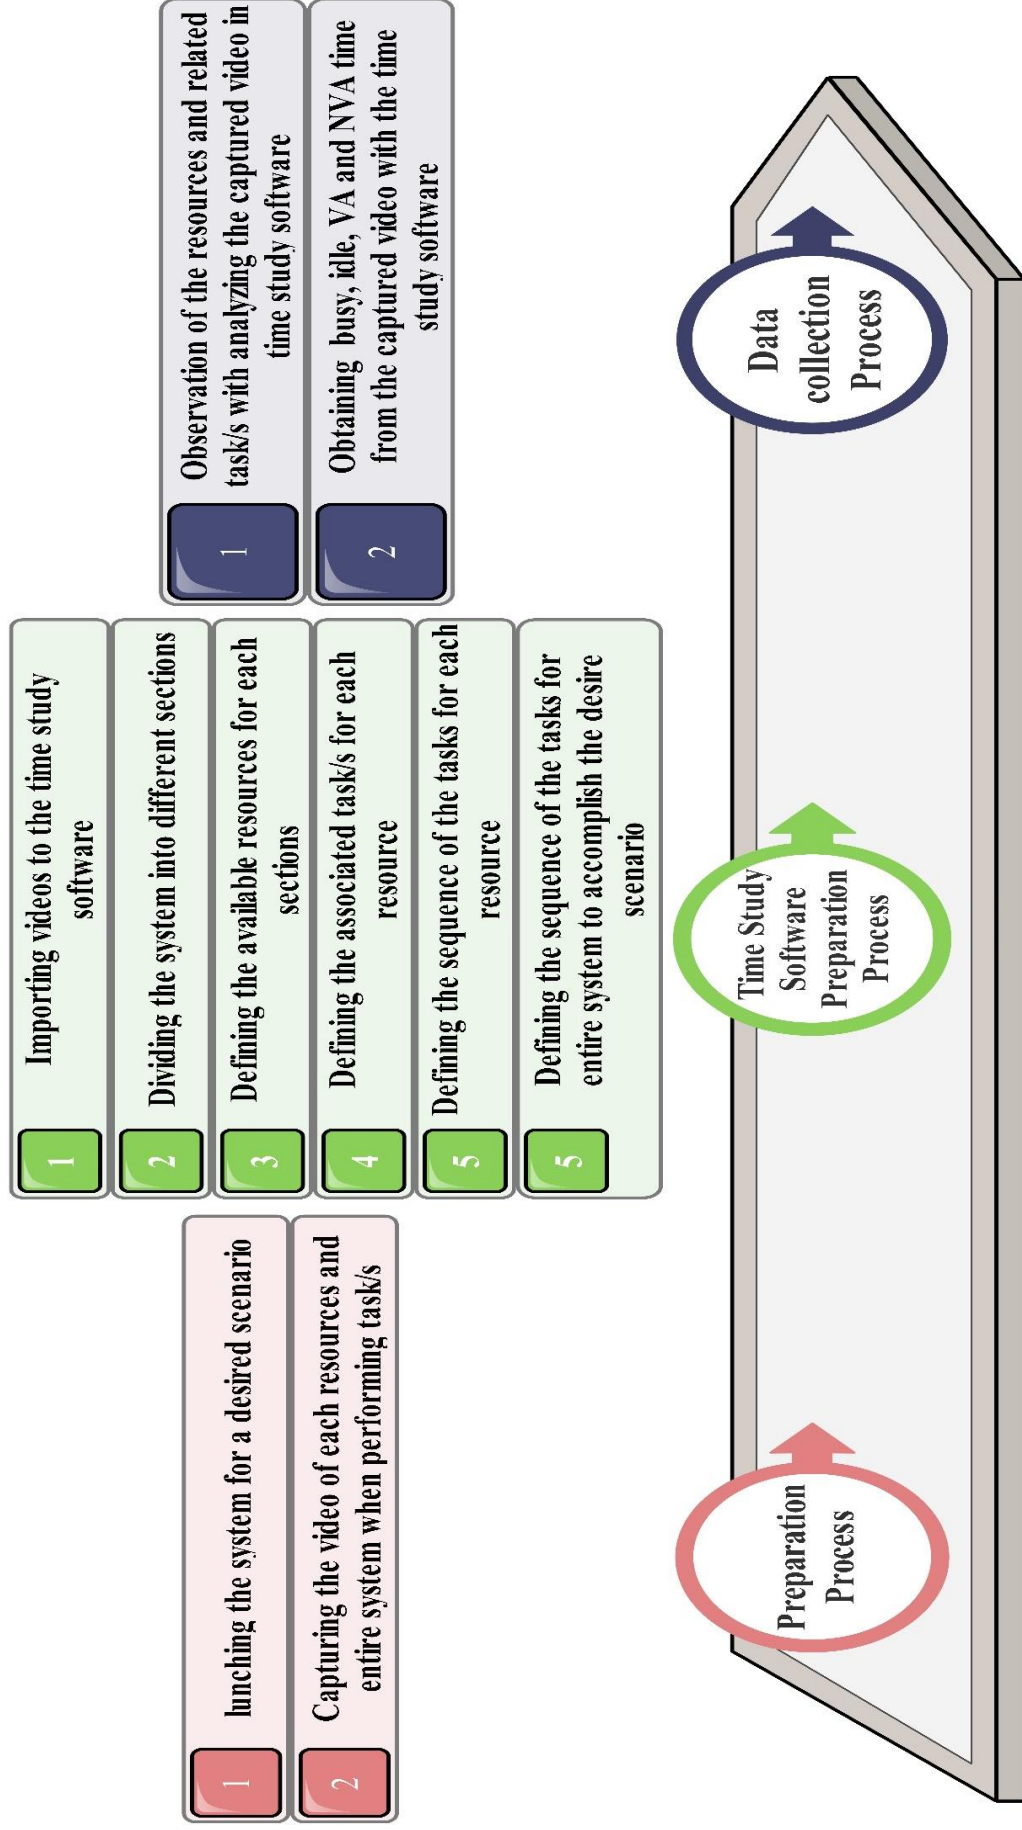 1
lunching the system for a desired scenario
2
Capturing the video of each resources and
entire system when performing task/s
1
Importing videos to the time study
software
2
Dividing the system into different sections
3
Defining the available resources for each
sections
4
Defining the associated task/s for each
resource
5
Defining the sequence of the tasks for each
resource
5
Defining the sequence of the tasks for
entire system to accomplish the desire
scenario
1
Observation of the resources and related
task/s with analyzing the captured video in
time study software
2
Obtaining busy, idle, VA and NVA time
from the captured video with the time
study software
Preparation
Process
Time Study
Software
Preparation
Process
Data
collection
Process